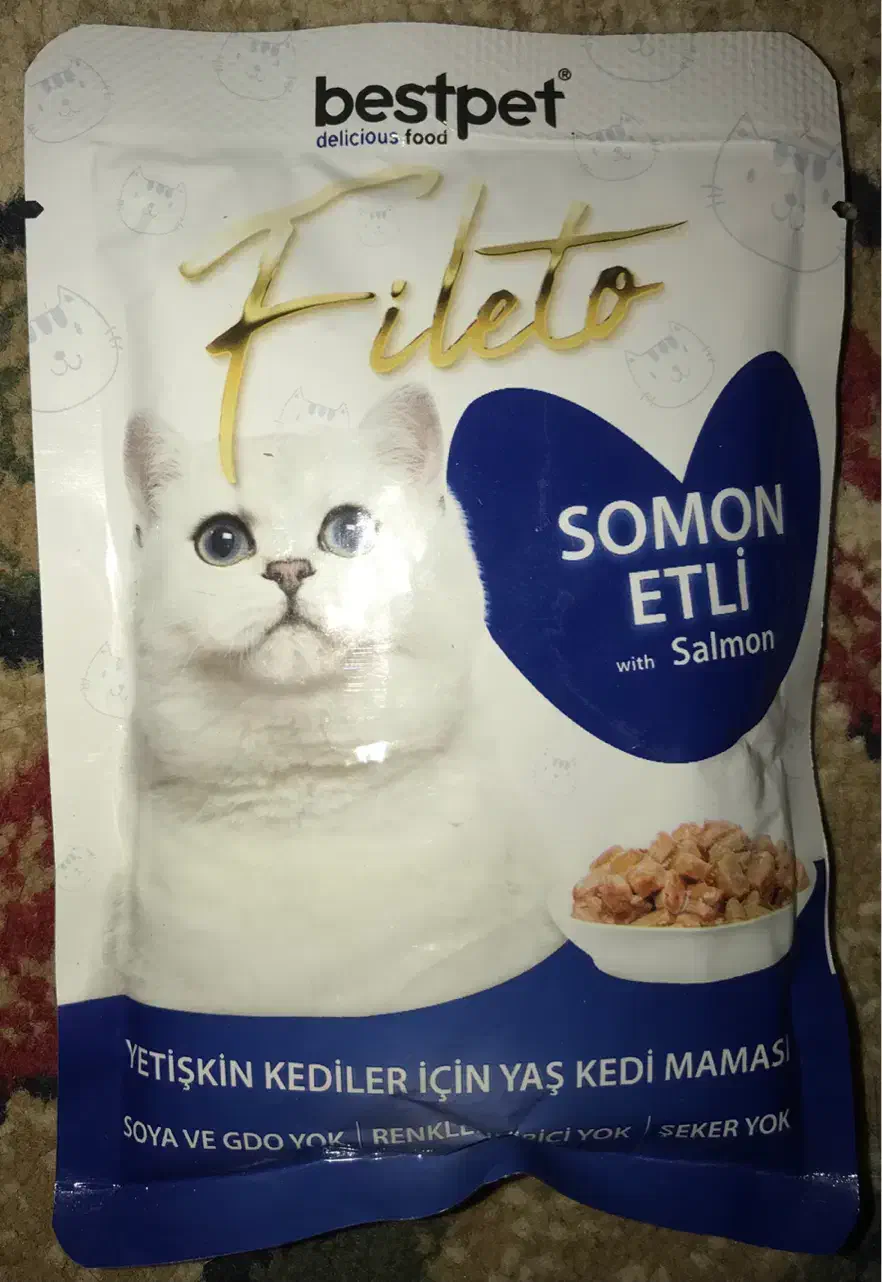 bestpet®
delicious food
Fileto
SOMON
ETLİ
with Salmon
YETİŞKİN KEDİLER İÇİN YAŞ KEDİ MAMASI
SOYA VE GDO YOK | YOK | ŞEKER YOK